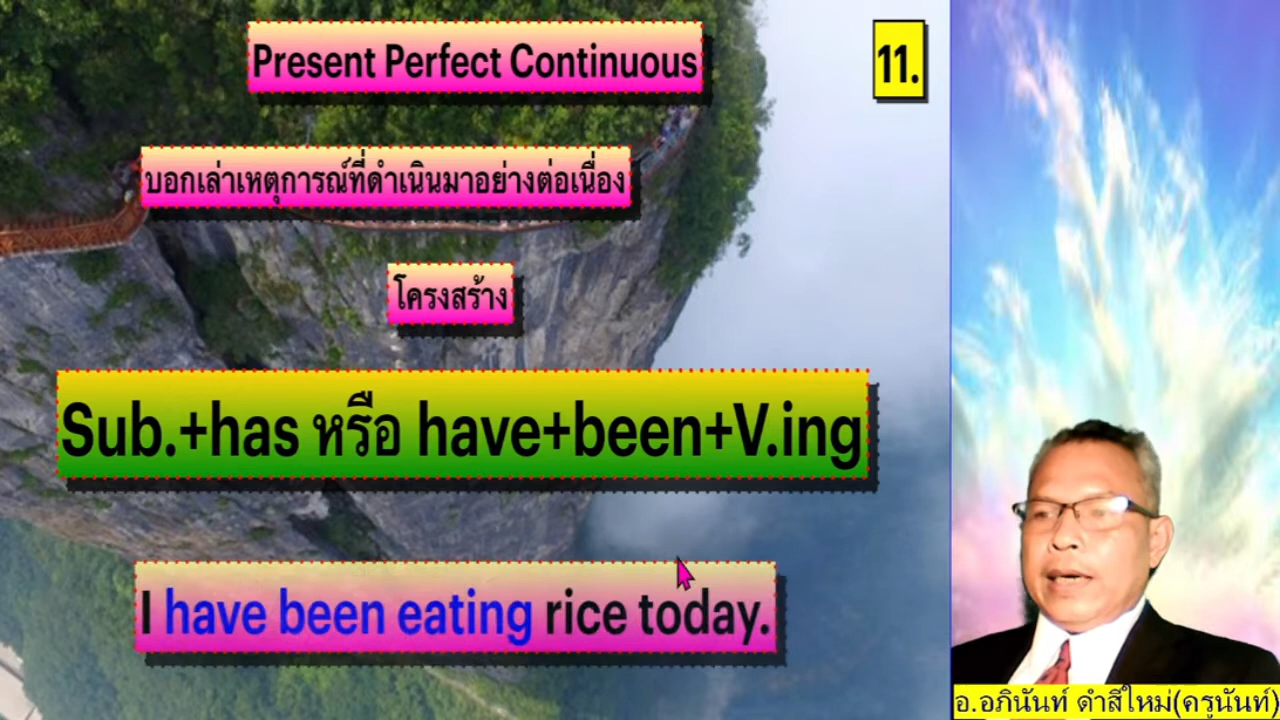 Present Perfect Continuous
11.
บอกเล่าเหตุการณ์ที่ดำเนินมาอย่างต่อเนื่อง
โครงสร้าง
Sub.+has หรือ have+been+V.ing
I have been eating rice today.
อ.อภินันท์ ดำสีใหม่(ครูนันท์)